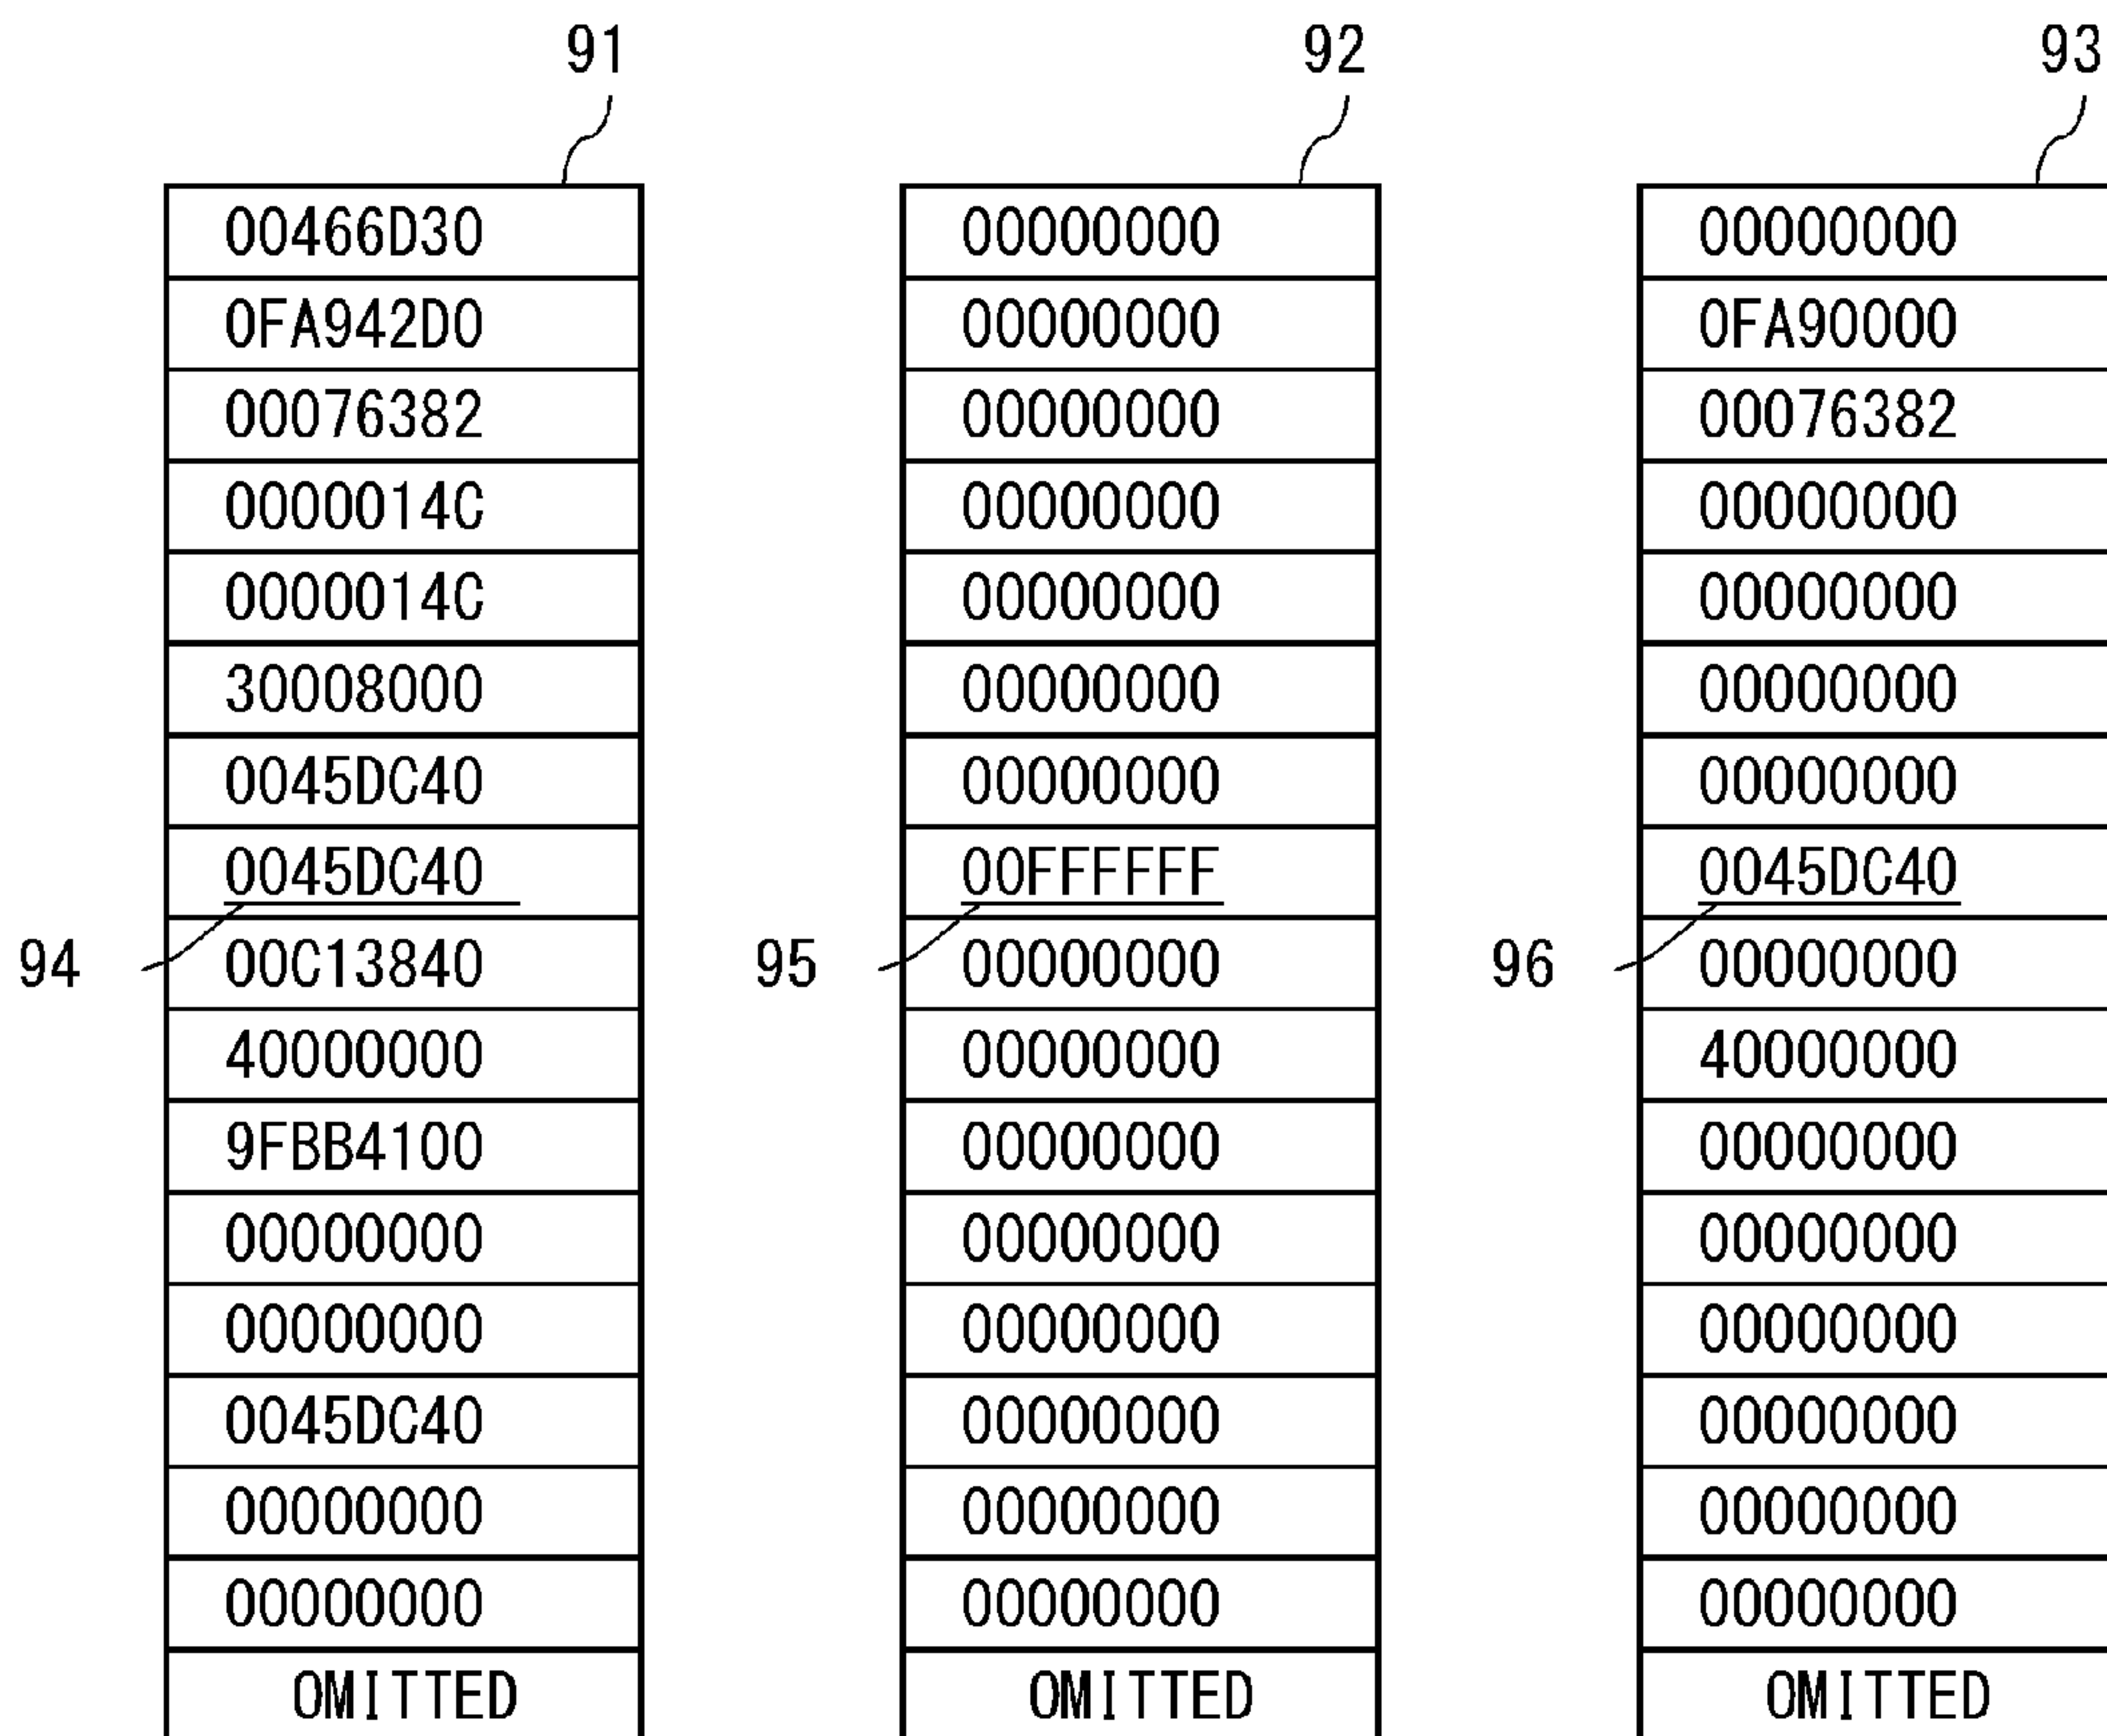 91 92 93
00466D30 00000000 00000000
0FA942D0 00000000 0FA90000
00076382 00000000 00076382
0000014C 00000000 00000000
0000014C 00000000 00000000
30008000 00000000 00000000
0045DC40 00000000 00000000
0045DC40 00FFFFFF 0045DC40
94 00C13840 95 00000000 96 00000000
40000000 00000000 40000000
9FBB4100 00000000 00000000
00000000 00000000 00000000
00000000 00000000 00000000
0045DC40 00000000 00000000
00000000 00000000 00000000
00000000 00000000 00000000
OMITTED OMITTED OMITTED